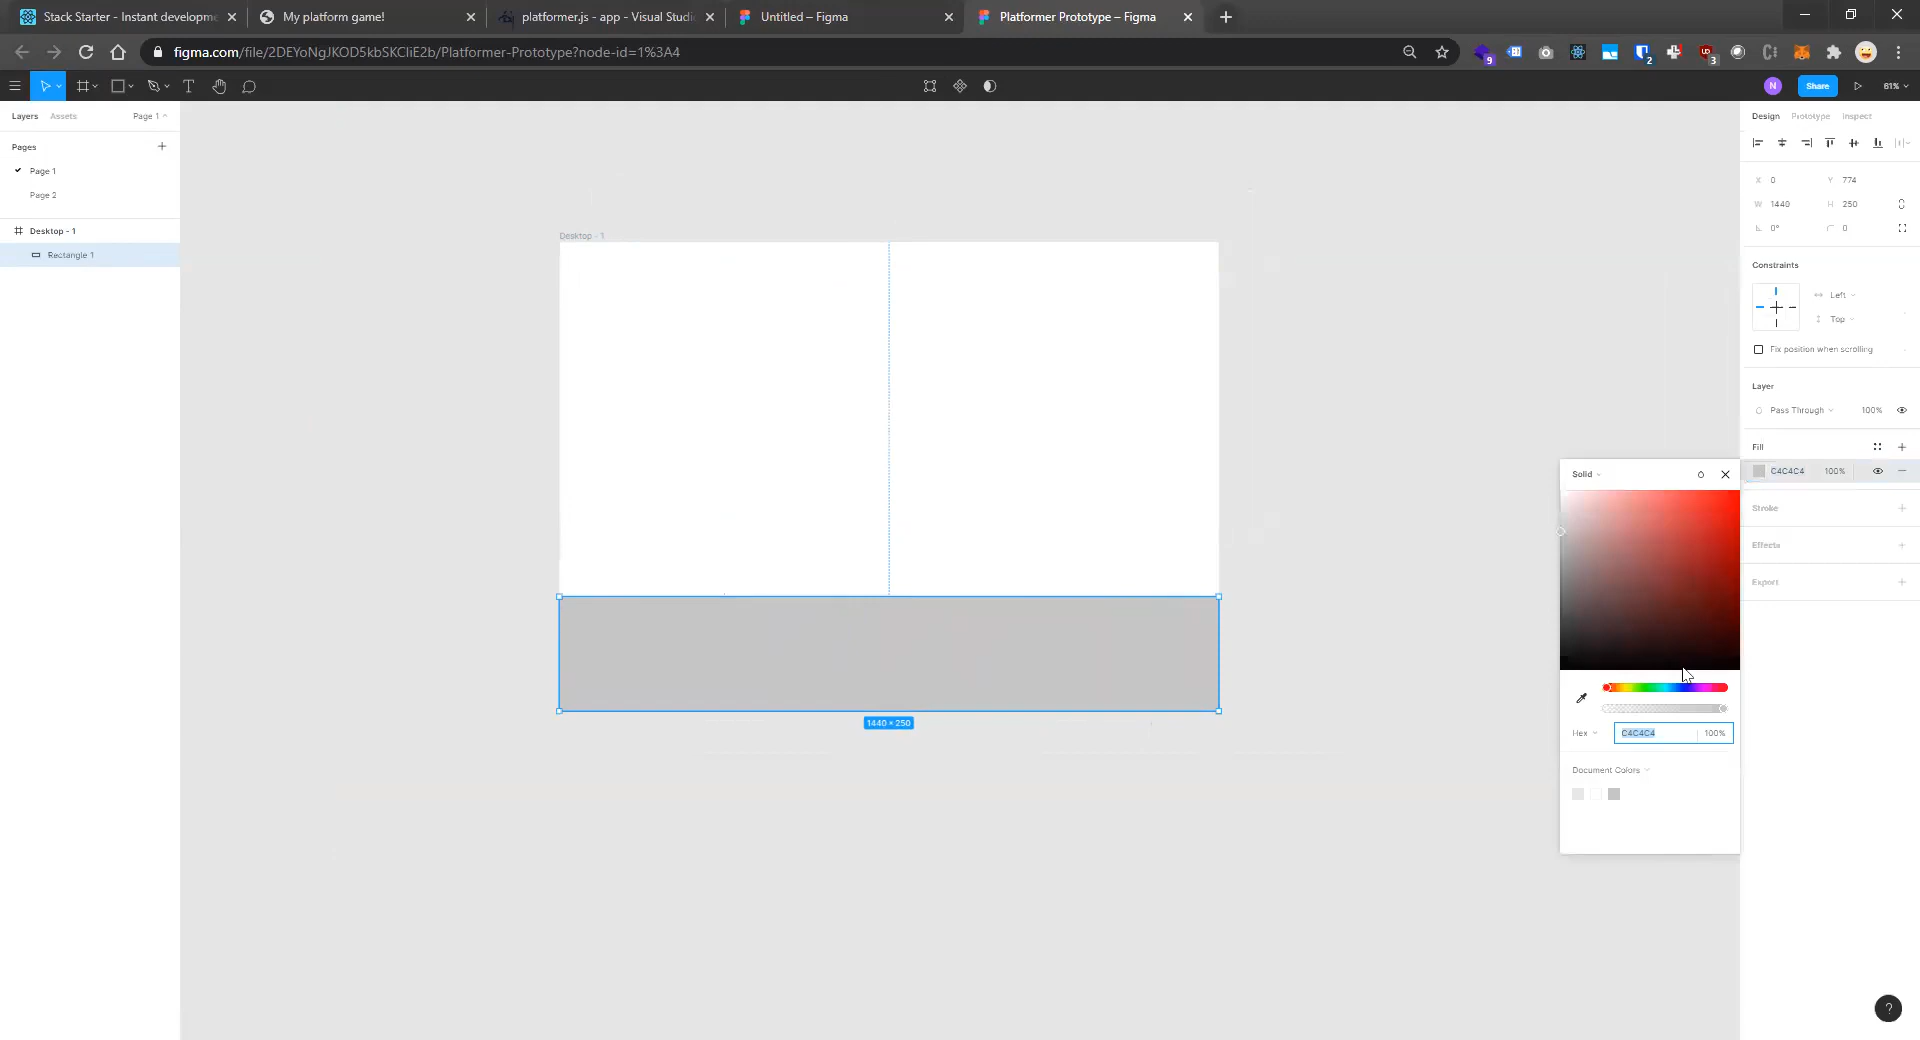 Stack Starter - Instant developme
My platform game!
platformer.js - app - Visual Studi
Untitled – Figma
Platformer Prototype – Figma
figma.com/file/2DEYoNgJKOD5kbSKCliE2b/Platformer-Prototype?node-id=1%3A4
9
2
3
T
N
Share
61%
Layers
Assets
Page 1
Design
Prototype
Inspect
Pages
Page 1
Page 2
Desktop - 1
Rectangle 1
Desktop - 1
1440 × 250
X 0
Y 774
W 1440
H 250
0°
0
Constraints
Left
Top
Fix position when scrolling
Layer
Pass Through
100%
Fill
C4C4C4
100%
Stroke
Effects
Export
Solid
Hex
C4C4C4
100%
Document Colors
?